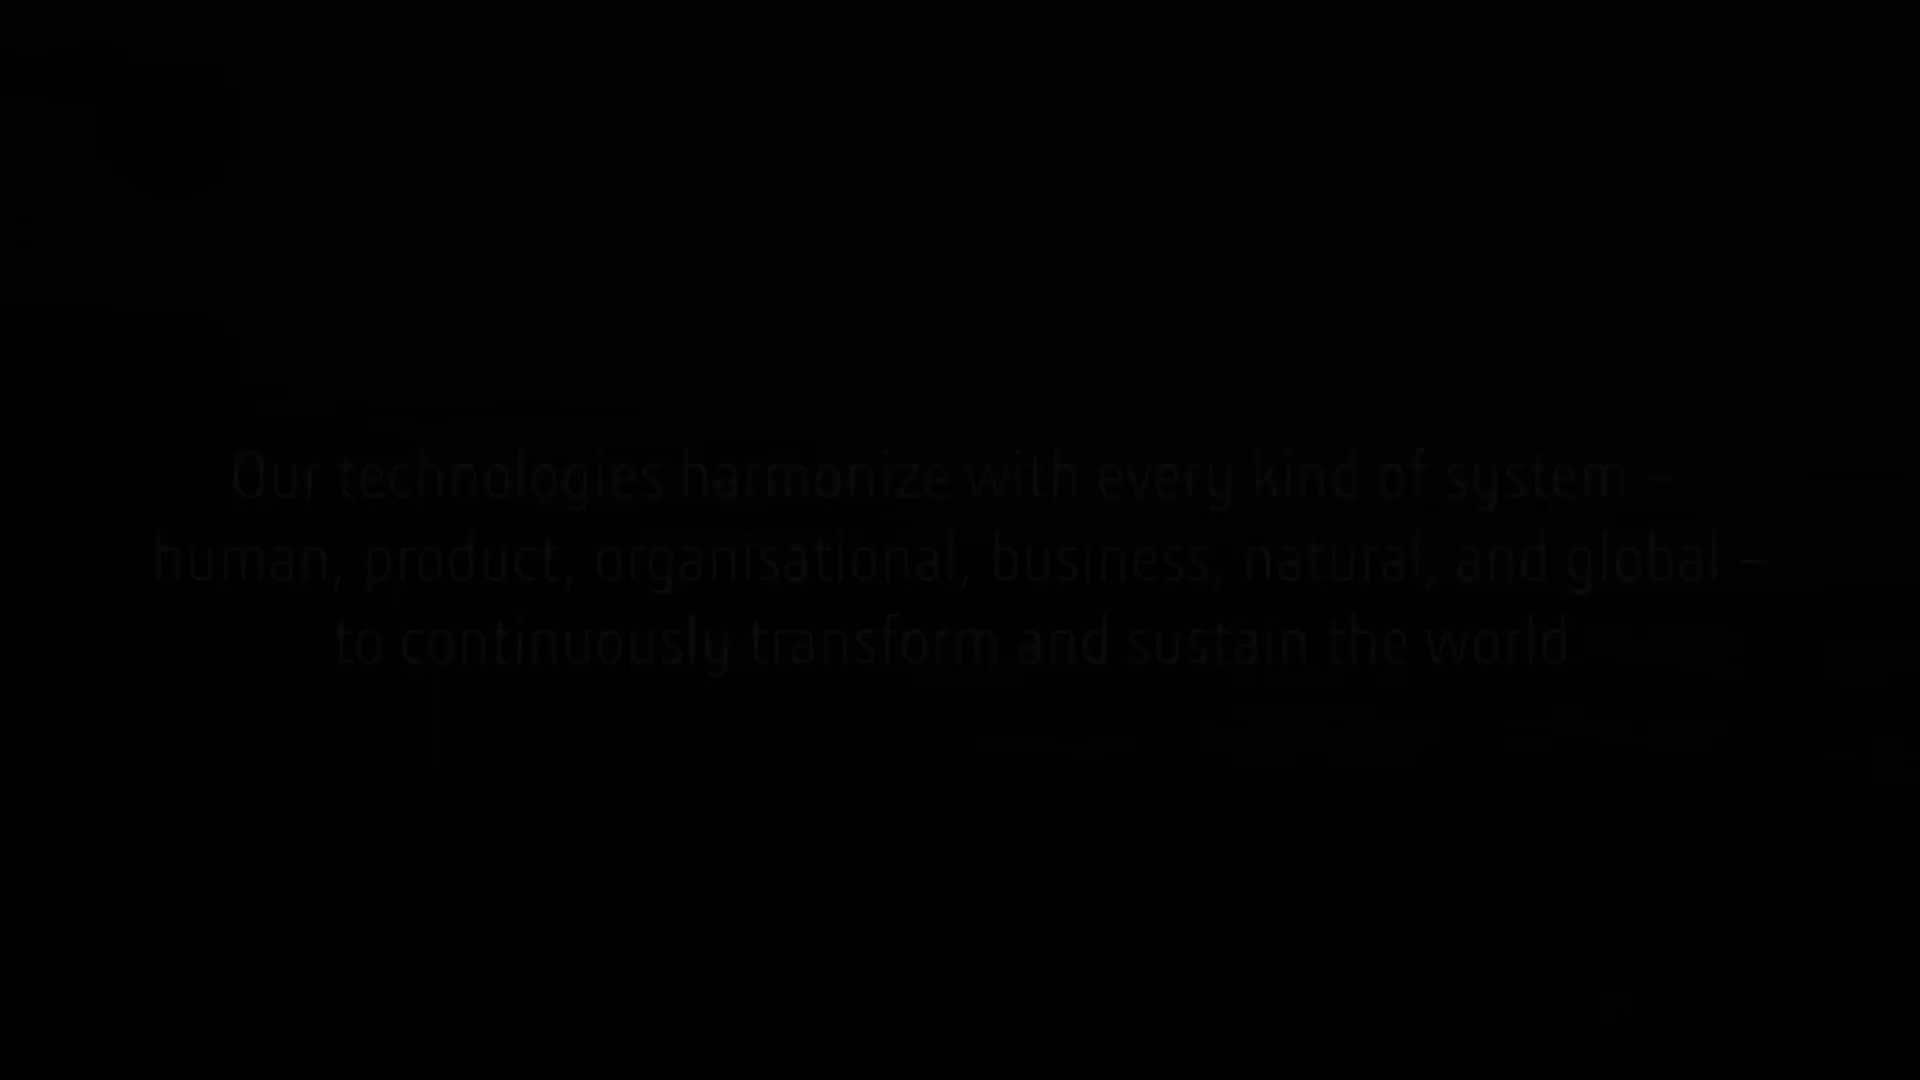 Our technologies harmonize with every kind of system –
human, product, organisational, business, natural, and global –
to continuously transform and sustain the world.